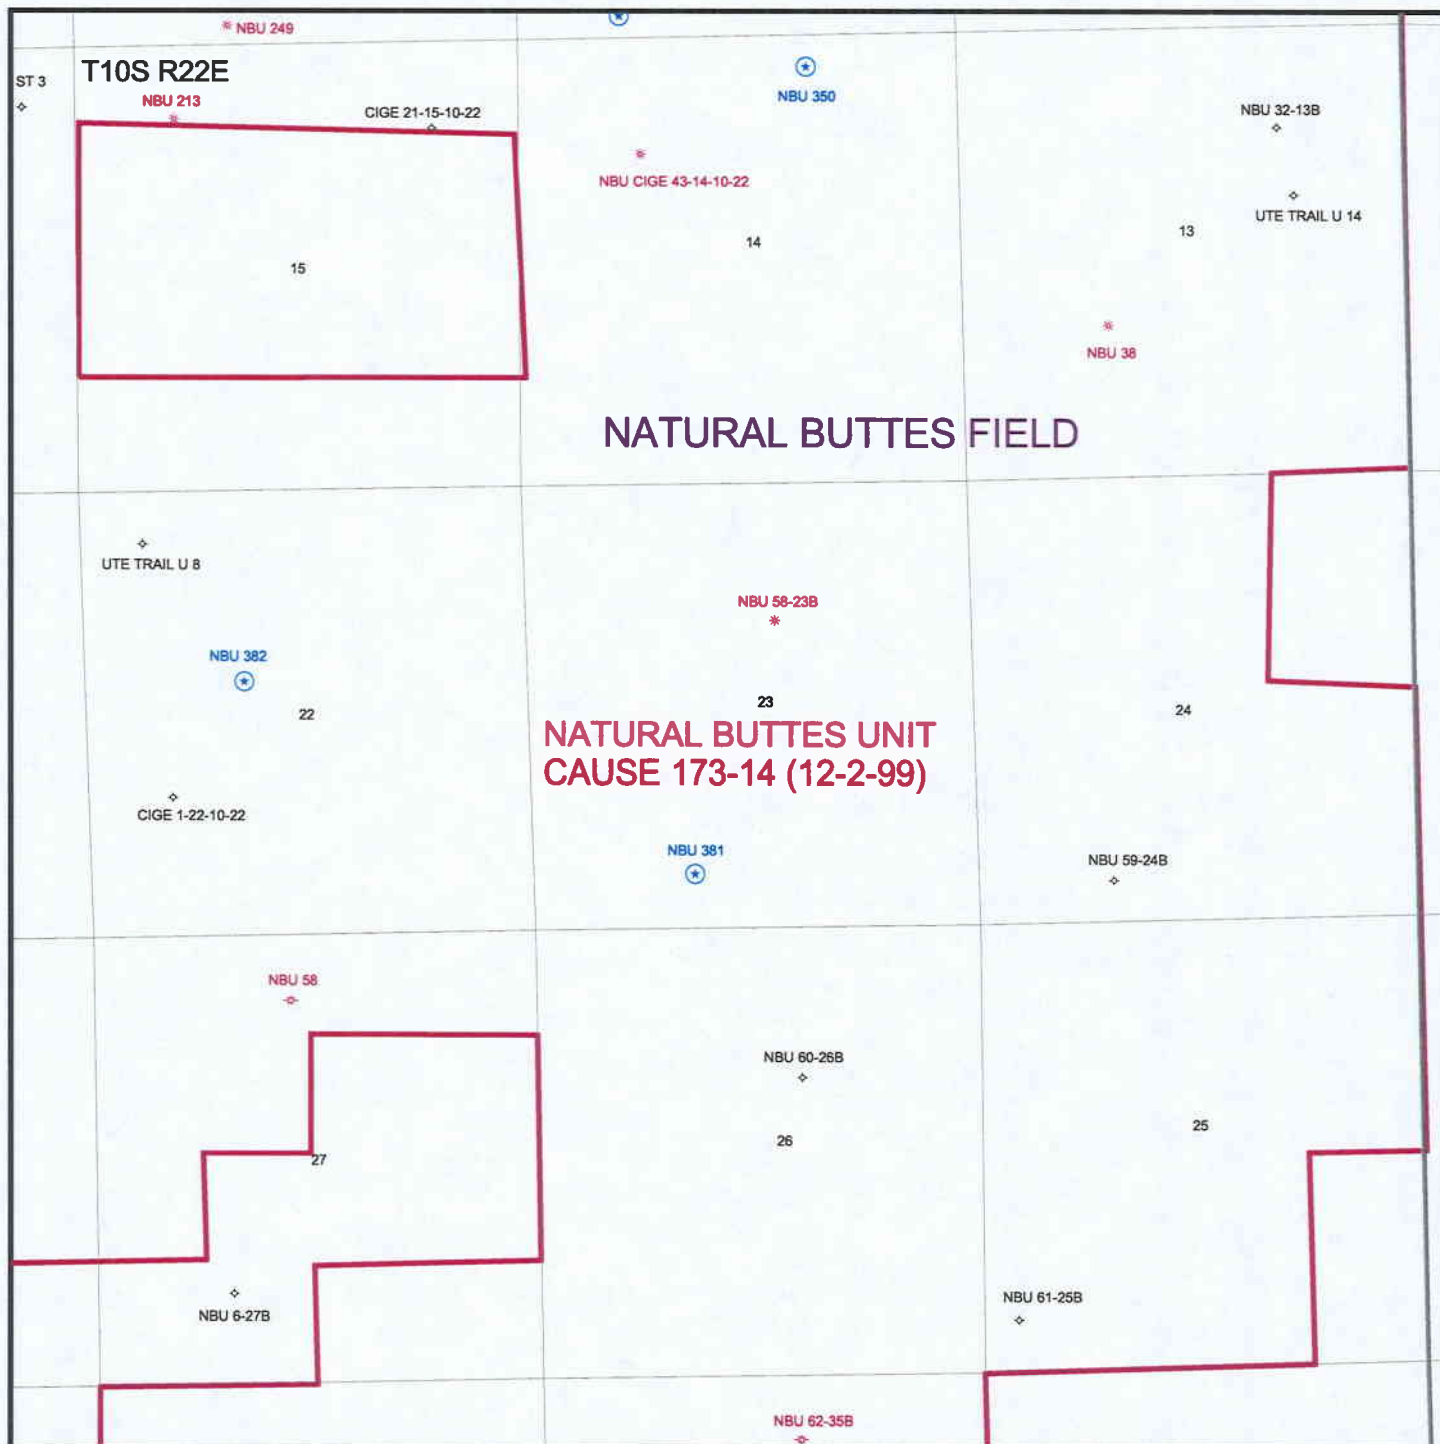 NBU 249
ST 3
T10S R22E
NBU 213
CIGE 21-15-10-22
NBU 350
NBU 32-13B
NBU CIGE 43-14-10-22
UTE TRAIL U 14
13
14
15
NBU 38
NATURAL BUTTES FIELD
UTE TRAIL U 8
NBU 58-23B
NBU 382
22
23
24
NATURAL BUTTES UNIT
CAUSE 173-14 (12-2-99)
CIGE 1-22-10-22
NBU 381
NBU 59-24B
NBU 58
NBU 60-26B
25
26
27
NBU 6-27B
NBU 61-25B
NBU 62-35B